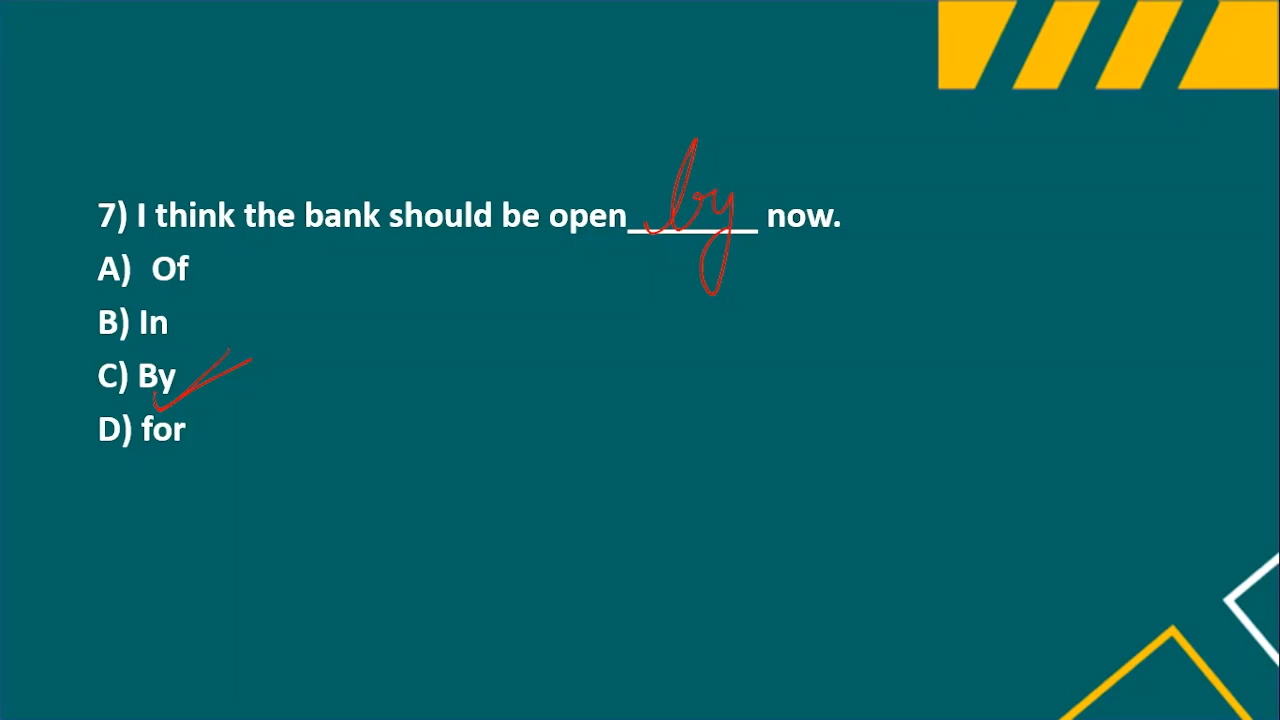 7) I think the bank should be open by now.
A) Of
B) In
C) By
D) for